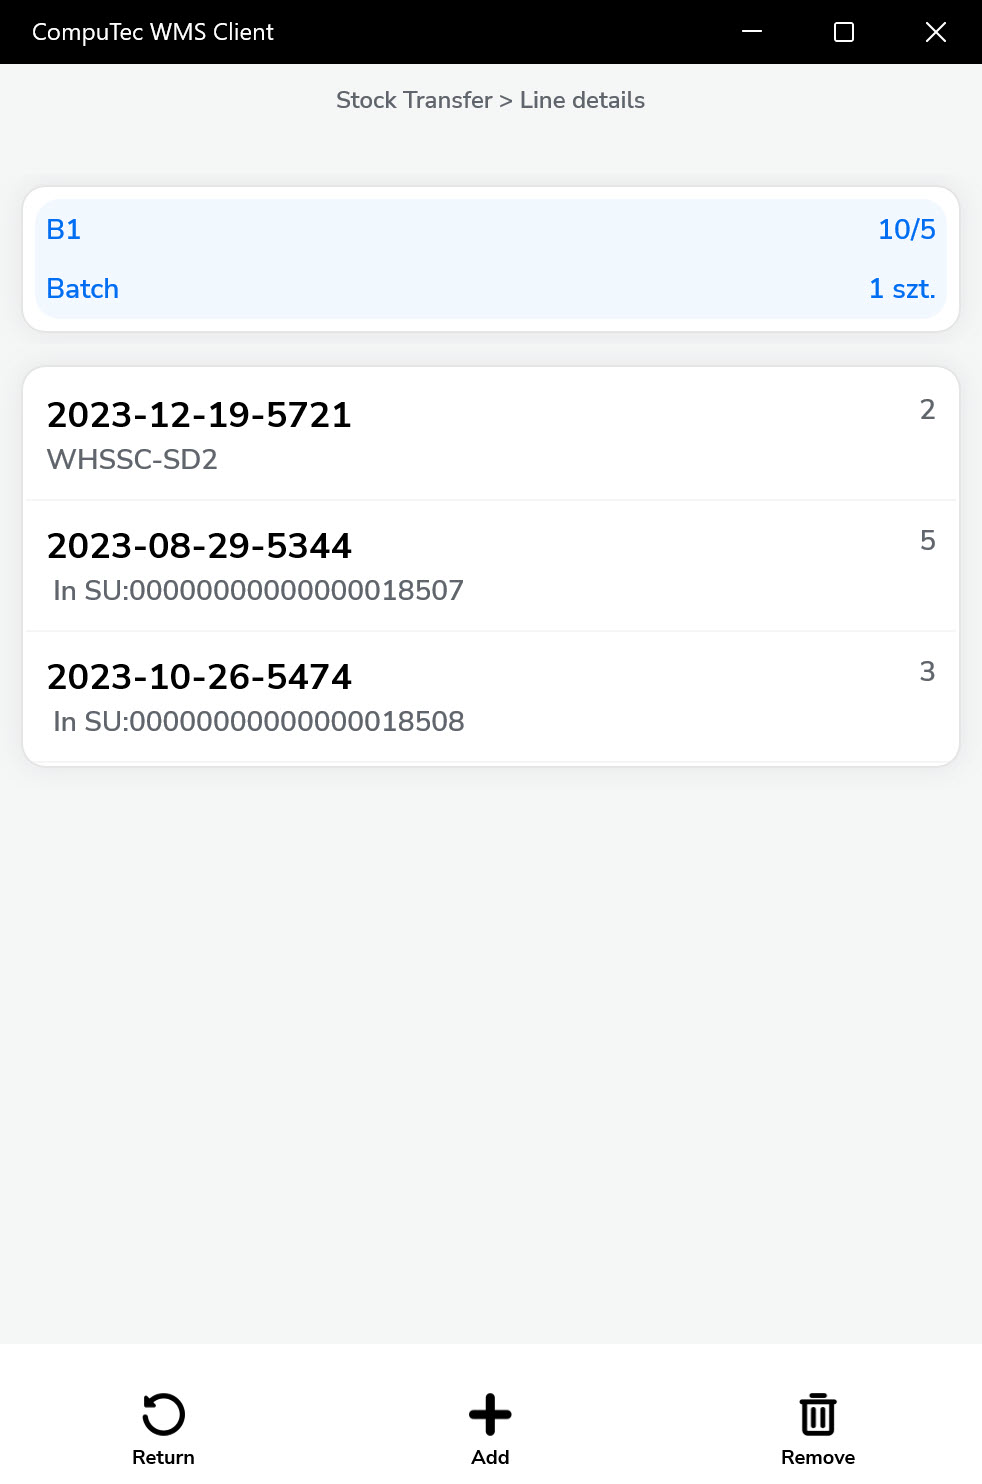 CompuTec WMS Client
Stock Transfer > Line details
B1 10/5
Batch 1 szt.
2023-12-19-5721 2
WHSSC-SD2
2023-08-29-5344 5
In SU:00000000000000018507
2023-10-26-5474 3
In SU:00000000000000018508
Return Add Remove